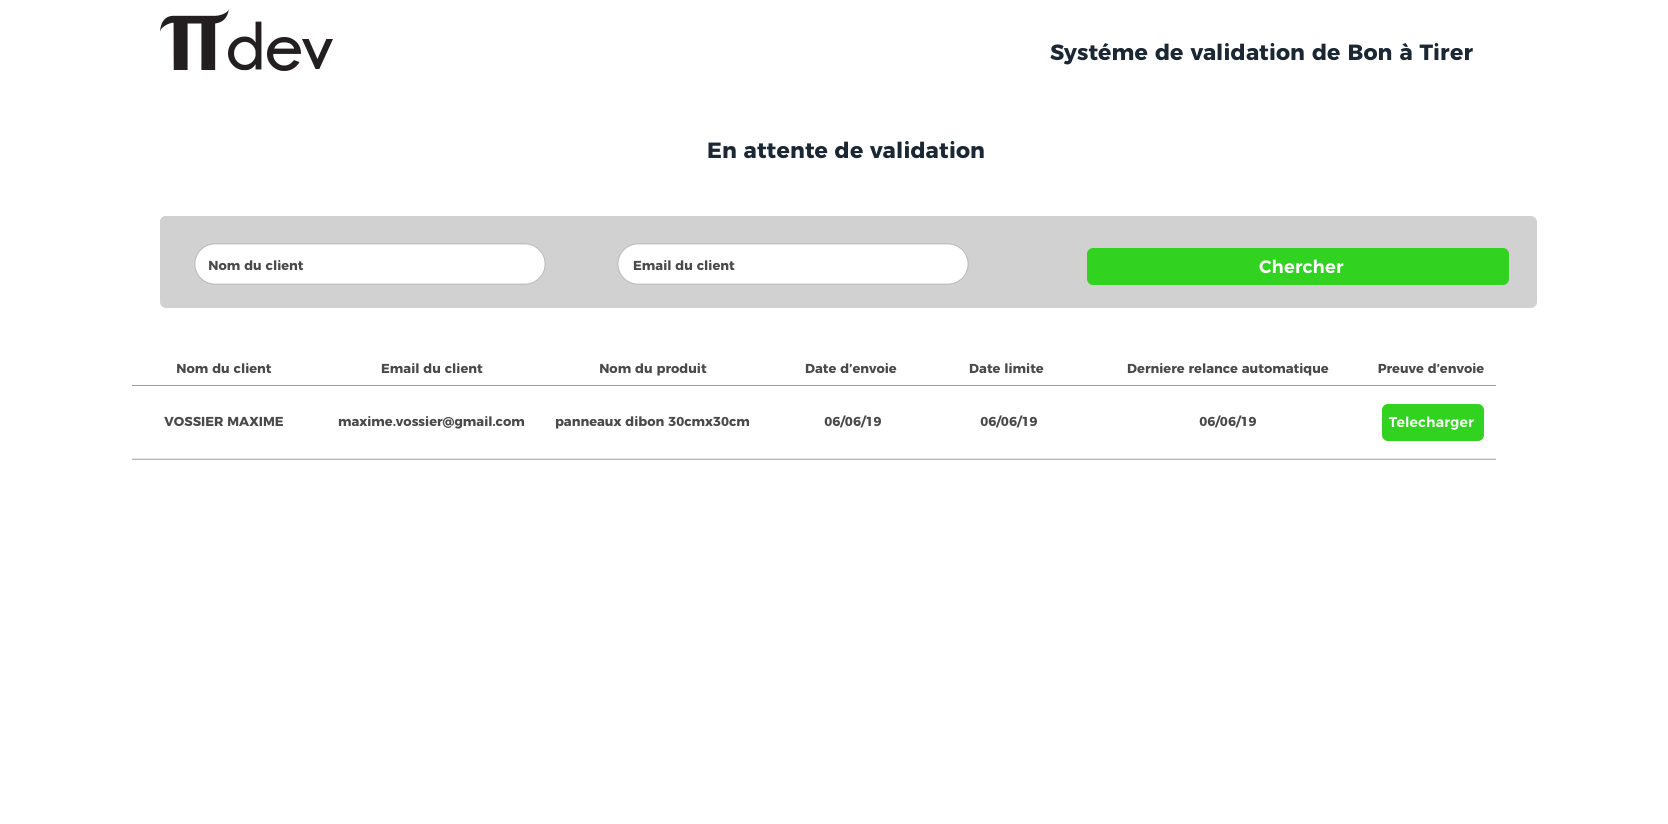 πdev
Systéme de validation de Bon à Tirer
En attente de validation
Nom du client
Email du client
Chercher
Nom du client Email du client Nom du produit Date d’envoie Date limite Derniere relance automatique Preuve d’envoie
VOSSIER MAXIME maxime.vossier@gmail.com panneaux dibon 30cmx30cm 06/06/19 06/06/19 06/06/19 Telecharger